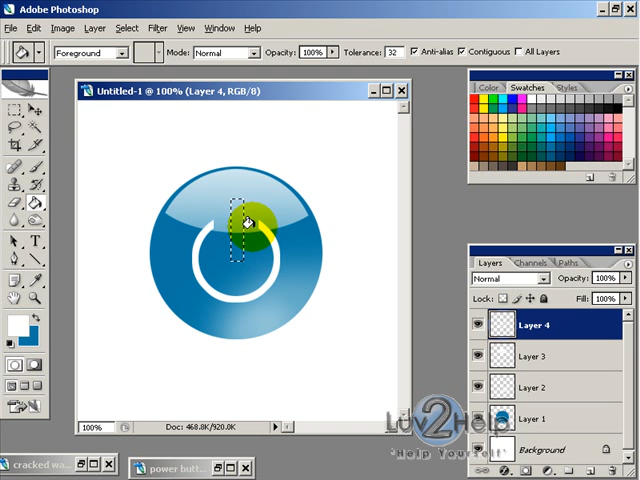 Adobe Photoshop
File Edit Image Layer Select Filter View Window Help
Foreground Mode: Normal Opacity: 100% Tolerance: 32 Anti-alias Contiguous All Layers
Untitled-1 @ 100% (Layer 4, RGB/8)
Color Swatches Styles
Layers Channels Paths
Normal Opacity: 100%
Lock: Fill: 100%
Layer 4
Layer 3
Layer 2
Layer 1
Background
100% Doc: 468.8K/920.0K
Luv2Help
"Help Yourself"
cracked wa...
power butt...